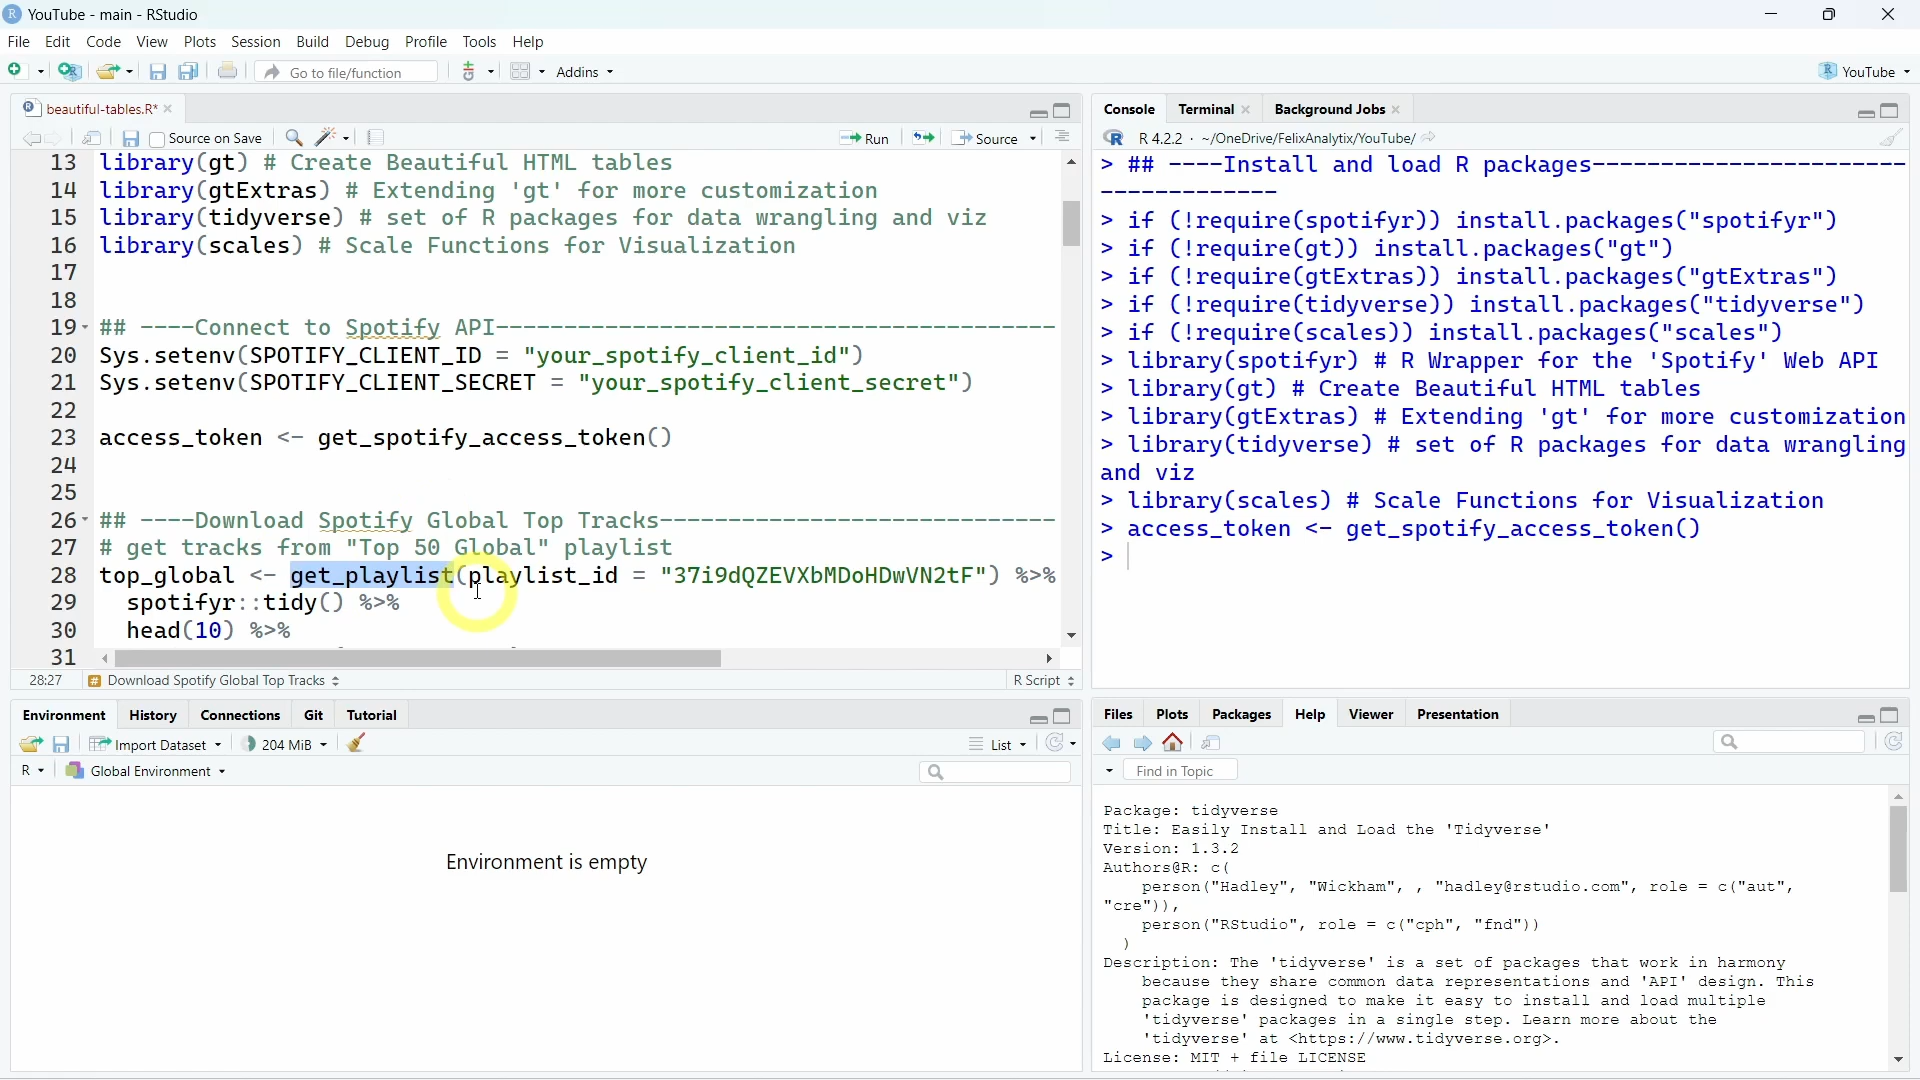 YouTube - main - RStudio
File Edit Code View Plots Session Build Debug Profile Tools Help
Go to file/function Addins YouTube
beautiful-tables.R*
Source on Save Run Source
13 library(gt) # Create Beautiful HTML tables
14 library(gtExtras) # Extending 'gt' for more customization
15 library(tidyverse) # set of R packages for data wrangling and viz
16 library(scales) # Scale Functions for Visualization
17
18
19 ## ----Connect to Spotify API-----------------------------------------
20 Sys.setenv(SPOTIFY_CLIENT_ID = "your_spotify_client_id")
21 Sys.setenv(SPOTIFY_CLIENT_SECRET = "your_spotify_client_secret")
22
23 access_token <- get_spotify_access_token()
24
25
26 ## ----Download Spotify Global Top Tracks-----------------------------
27 # get tracks from "Top 50 Global" playlist
28 top_global <- get_playlist(playlist_id = "37i9dQZEVXbMDoHDwVN2tF") %>%
29 spotifyr::tidy() %>%
30 head(10) %>%
31
28:27 # Download Spotify Global Top Tracks R Script
Console Terminal Background Jobs
R 4.2.2 · ~/OneDrive/FelixAnalytix/YouTube/
> ## ----Install and load R packages-----------------------
-------------
> if (!require(spotifyr)) install.packages("spotifyr")
> if (!require(gt)) install.packages("gt")
> if (!require(gtExtras)) install.packages("gtExtras")
> if (!require(tidyverse)) install.packages("tidyverse")
> if (!require(scales)) install.packages("scales")
> library(spotifyr) # R Wrapper for the 'Spotify' Web API
> library(gt) # Create Beautiful HTML tables
> library(gtExtras) # Extending 'gt' for more customization
> library(tidyverse) # set of R packages for data wrangling
and viz
> library(scales) # Scale Functions for Visualization
> access_token <- get_spotify_access_token()
>
Environment History Connections Git Tutorial
Import Dataset 204 MiB List
R Global Environment
Environment is empty
Files Plots Packages Help Viewer Presentation
Find in Topic
Package: tidyverse
Title: Easily Install and Load the 'Tidyverse'
Version: 1.3.2
Authors@R: c(
person("Hadley", "Wickham", , "hadley@rstudio.com", role = c("aut",
"cre")),
person("RStudio", role = c("cph", "fnd"))
)
Description: The 'tidyverse' is a set of packages that work in harmony
because they share common data representations and 'API' design. This
package is designed to make it easy to install and load multiple
'tidyverse' packages in a single step. Learn more about the
'tidyverse' at <https://www.tidyverse.org>.
License: MIT + file LICENSE